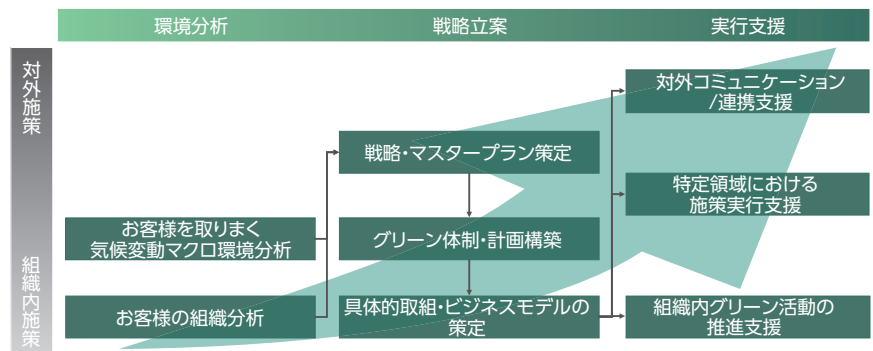 環境分析
戦略立案
実行支援
対外施策
組織内施策
お客様を取りまく
気候変動マクロ環境分析
お客様の組織分析
戦略・マスタープラン策定
グリーン体制・計画構築
具体的取組・ビジネスモデルの
策定
対外コミュニケーション
/連携支援
特定領域における
施策実行支援
組織内グリーン活動の
推進支援